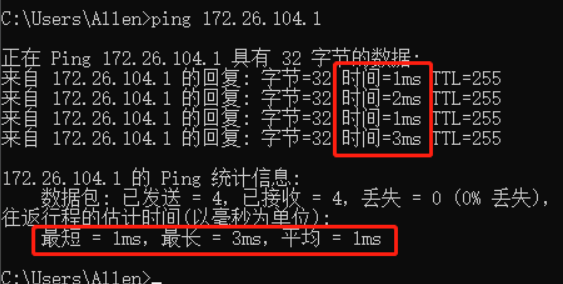 C:\Users\Allen>ping 172.26.104.1
正在 Ping 172.26.104.1 具有 32 字节的数据:
来自 172.26.104.1 的回复: 字节=32 时间=1ms TTL=255
来自 172.26.104.1 的回复: 字节=32 时间=2ms TTL=255
来自 172.26.104.1 的回复: 字节=32 时间=1ms TTL=255
来自 172.26.104.1 的回复: 字节=32 时间=3ms TTL=255
172.26.104.1 的 Ping 统计信息:
数据包: 已发送 = 4, 已接收 = 4, 丢失 = 0 (0% 丢失),
往返行程的估计时间(以毫秒为单位):
最短 = 1ms, 最长 = 3ms, 平均 = 1ms
C:\Users\Allen>_